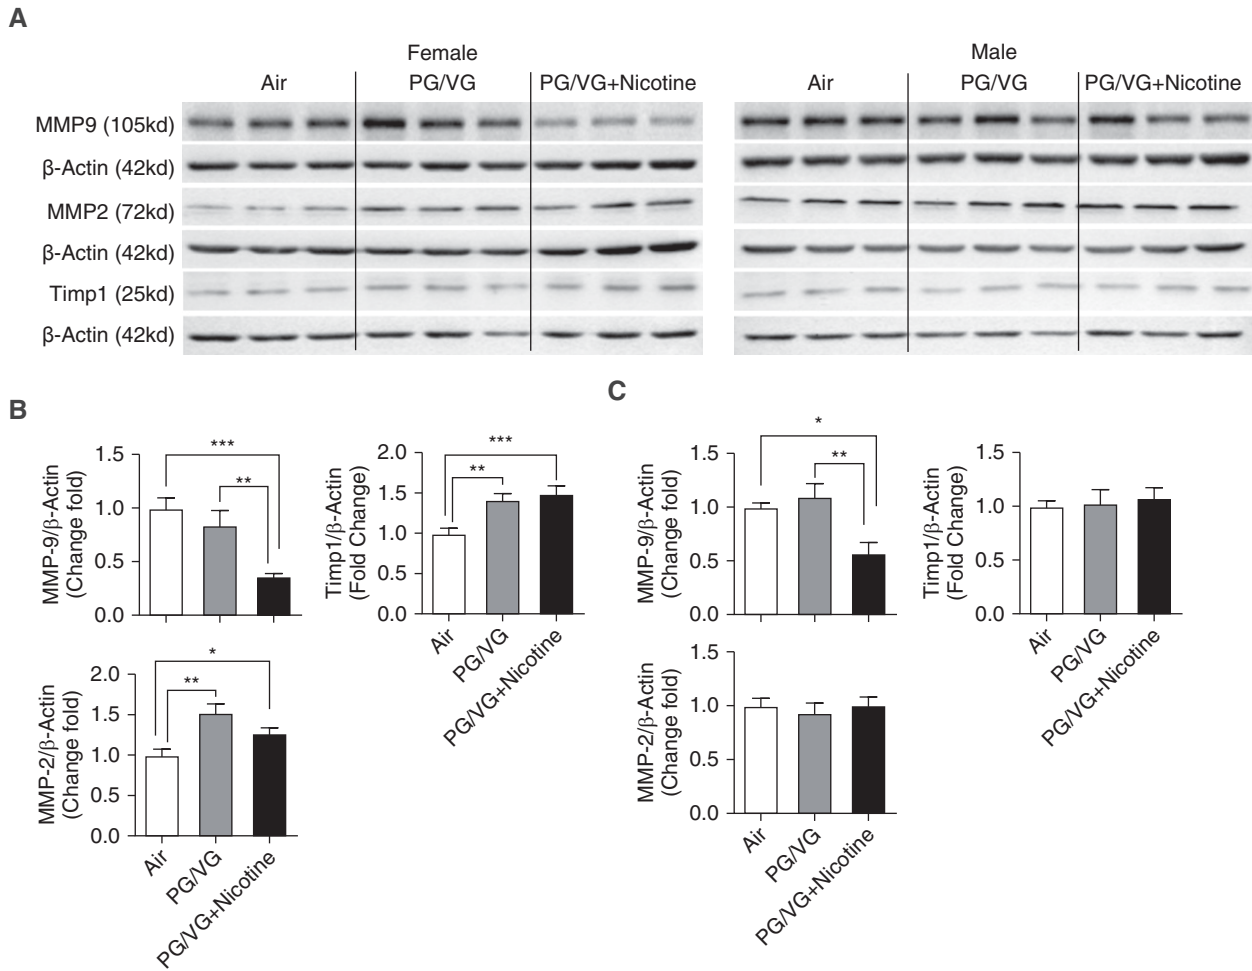 A
Female
Male
Air
PG/VG
PG/VG+Nicotine
Air
PG/VG
PG/VG+Nicotine
MMP9 (105kd)
β-Actin (42kd)
MMP2 (72kd)
β-Actin (42kd)
Timp1 (25kd)
β-Actin (42kd)
B
MMP-9/β-Actin
(Change fold)
1.5
1.0
0.5
0.0
***
**
Timp1/β-Actin
(Fold Change)
2.0
1.5
1.0
0.5
0.0
***
**
Air
PG/VG
PG/VG+Nicotine
MMP-2/β-Actin
(Change fold)
2.0
1.5
1.0
0.5
0.0
*
**
Air
PG/VG
PG/VG+Nicotine
C
MMP-9/β-Actin
(Change fold)
1.5
1.0
0.5
0.0
*
**
Timp1/β-Actin
(Fold Change)
1.5
1.0
0.5
0.0
Air
PG/VG
PG/VG+Nicotine
MMP-2/β-Actin
(Change fold)
1.5
1.0
0.5
0.0
Air
PG/VG
PG/VG+Nicotine